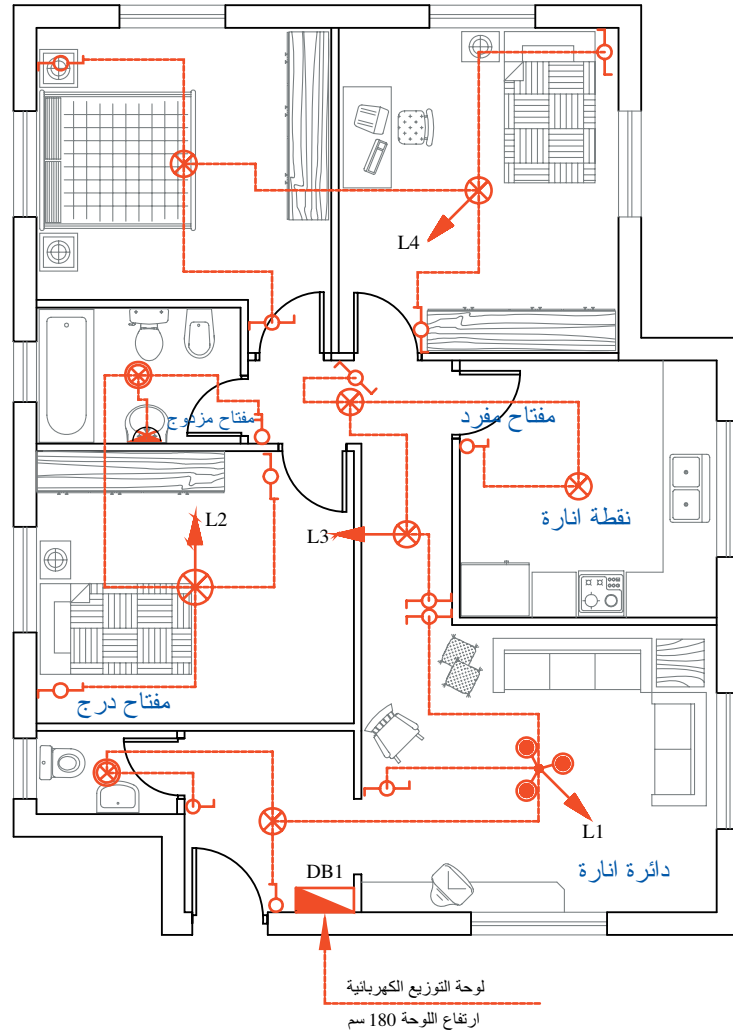 L4
مفتاح مزدوج
مفتاح مفرد
L2
L3
نقطة انارة
مفتاح درج
L1
DB1
دائرة انارة
لوحة التوزيع الكهربائية
ارتفاع اللوحة 180 سم